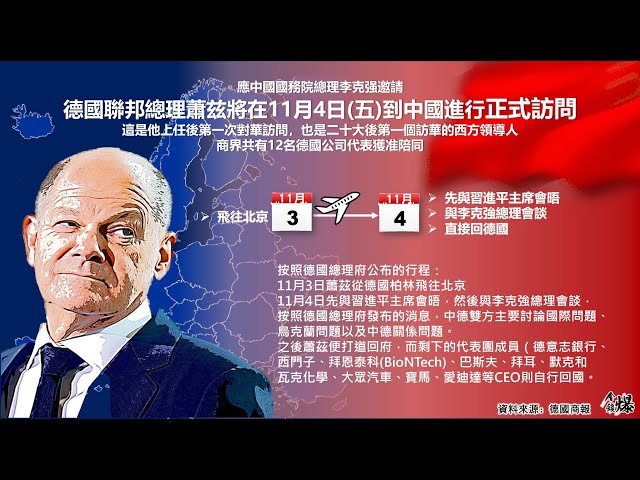 應中國國務院總理李克強邀請
德國聯邦總理蕭茲將在11月4日(五)到中國進行正式訪問
這是他上任後第一次對華訪問，也是二十大後第一個訪華的西方領導人
商界共有12名德國公司代表獲准陪同
➢ 飛往北京
11月
3
11月
4
➢ 先與習進平主席會晤
➢ 與李克強總理會談
➢ 直接回德國
按照德國總理府公布的行程：
11月3日蕭茲從德國柏林飛往北京
11月4日先與習進平主席會晤，然後與李克強總理會談，
按照德國總理府發布的消息，中德雙方主要討論國際問題、
烏克蘭問題以及中德關係問題。
之後蕭茲便打道回府，而剩下的代表團成員（德意志銀行、
西門子、拜恩泰科(BioNTech)、巴斯夫、拜耳、默克和
瓦克化學、大眾汽車、寶馬、愛迪達等CEO則自行回國。
資料來源：德國商報
金錢爆